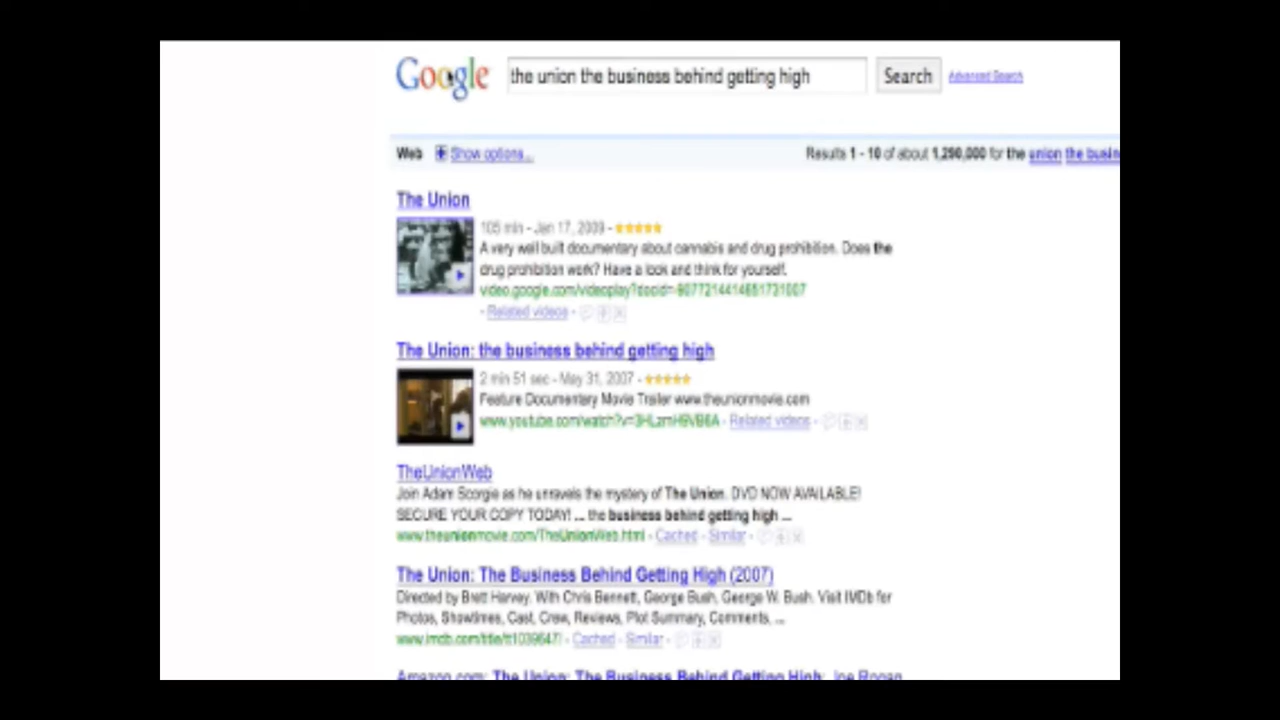 Google the union the business behind getting high Search Advanced Search
Web Show options... Results 1 - 10 of about 1,290,000 for the union the busin
The Union
105 min - Jan 17, 2009 -
A very well built documentary about cannabis and drug prohibition. Does the
drug prohibition work? Have a look and think for yourself.
- Related videos -
The Union: the business behind getting high
2 min 51 sec - May 31, 2007 -
Feature Documentary Movie Trailer www.theunionmovie.com
- Related videos -
TheUnionWeb
Join Adam Scorgie as he unravels the mystery of The Union. DVD NOW AVAILABLE!
SECURE YOUR COPY TODAY! ... the business behind getting high ...
www.theunionmovie.com/TheUnionWeb.html - Cached - Similar -
The Union: The Business Behind Getting High (2007)
Directed by Brett Harvey. With Chris Bennett, George Bush, George W. Bush. Visit IMDb for
Photos, Showtimes, Cast, Crew, Reviews, Plot Summary, Comments, ...
www.imdb.com/title/tt1039647/ - Cached - Similar -
Amazon.com: The Union: The Business Behind Getting High: Joe Rogan